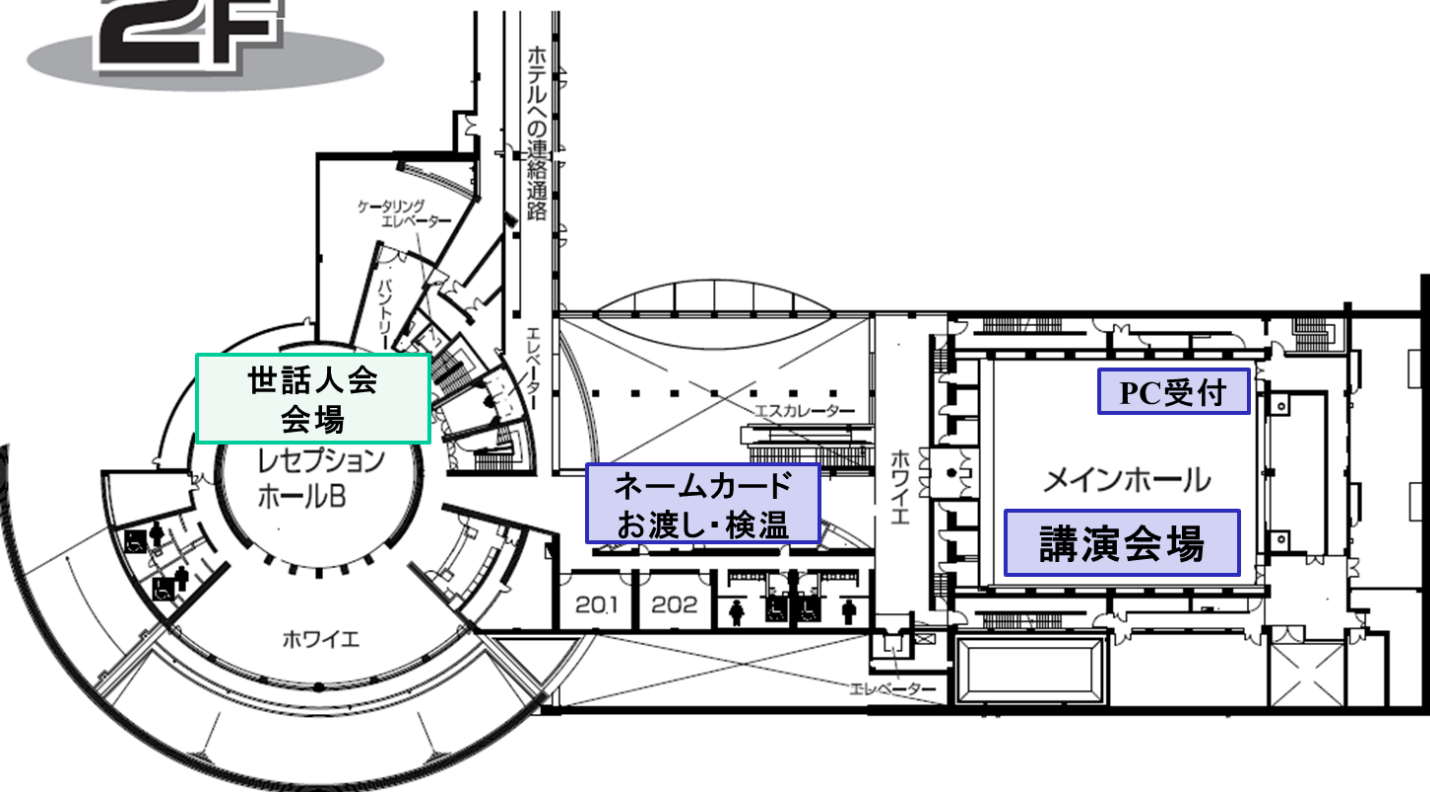 2F
ホテルへの連絡通路
ケータリング
エレベーター
パントリー
エレベーター
世話人会
会場
レセプション
ホールB
ホワイエ
エスカレーター
ネームカード
お渡し・検温
201
202
ホワイエ
エレベーター
PC受付
メインホール
講演会場